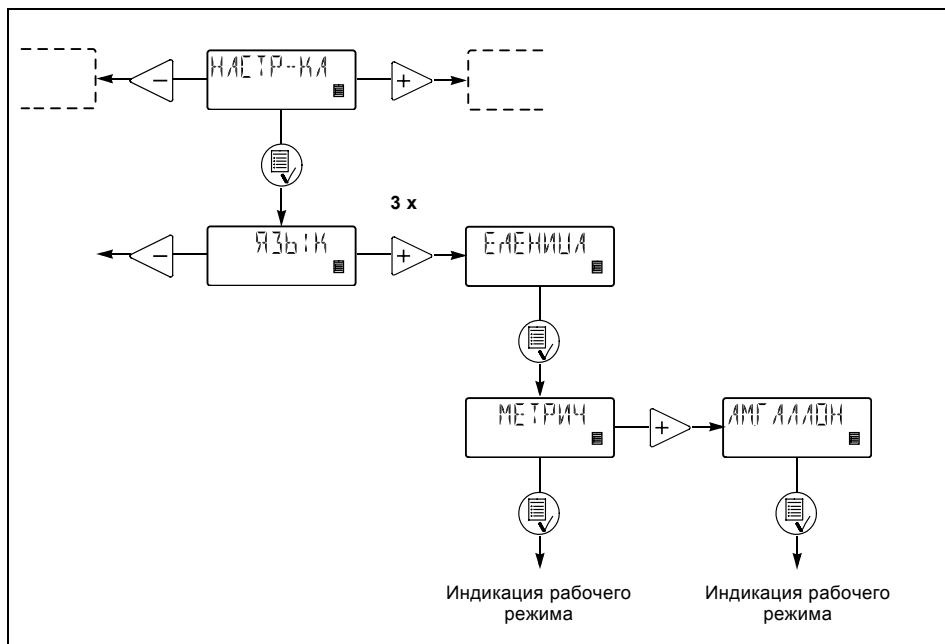 НАСТР-КА
3 x
ЯЗЫК
ЕДЕНИЦА
МЕТРИЧ
АМГАЛЛОН
Индикация рабочего
режима
Индикация рабочего
режима